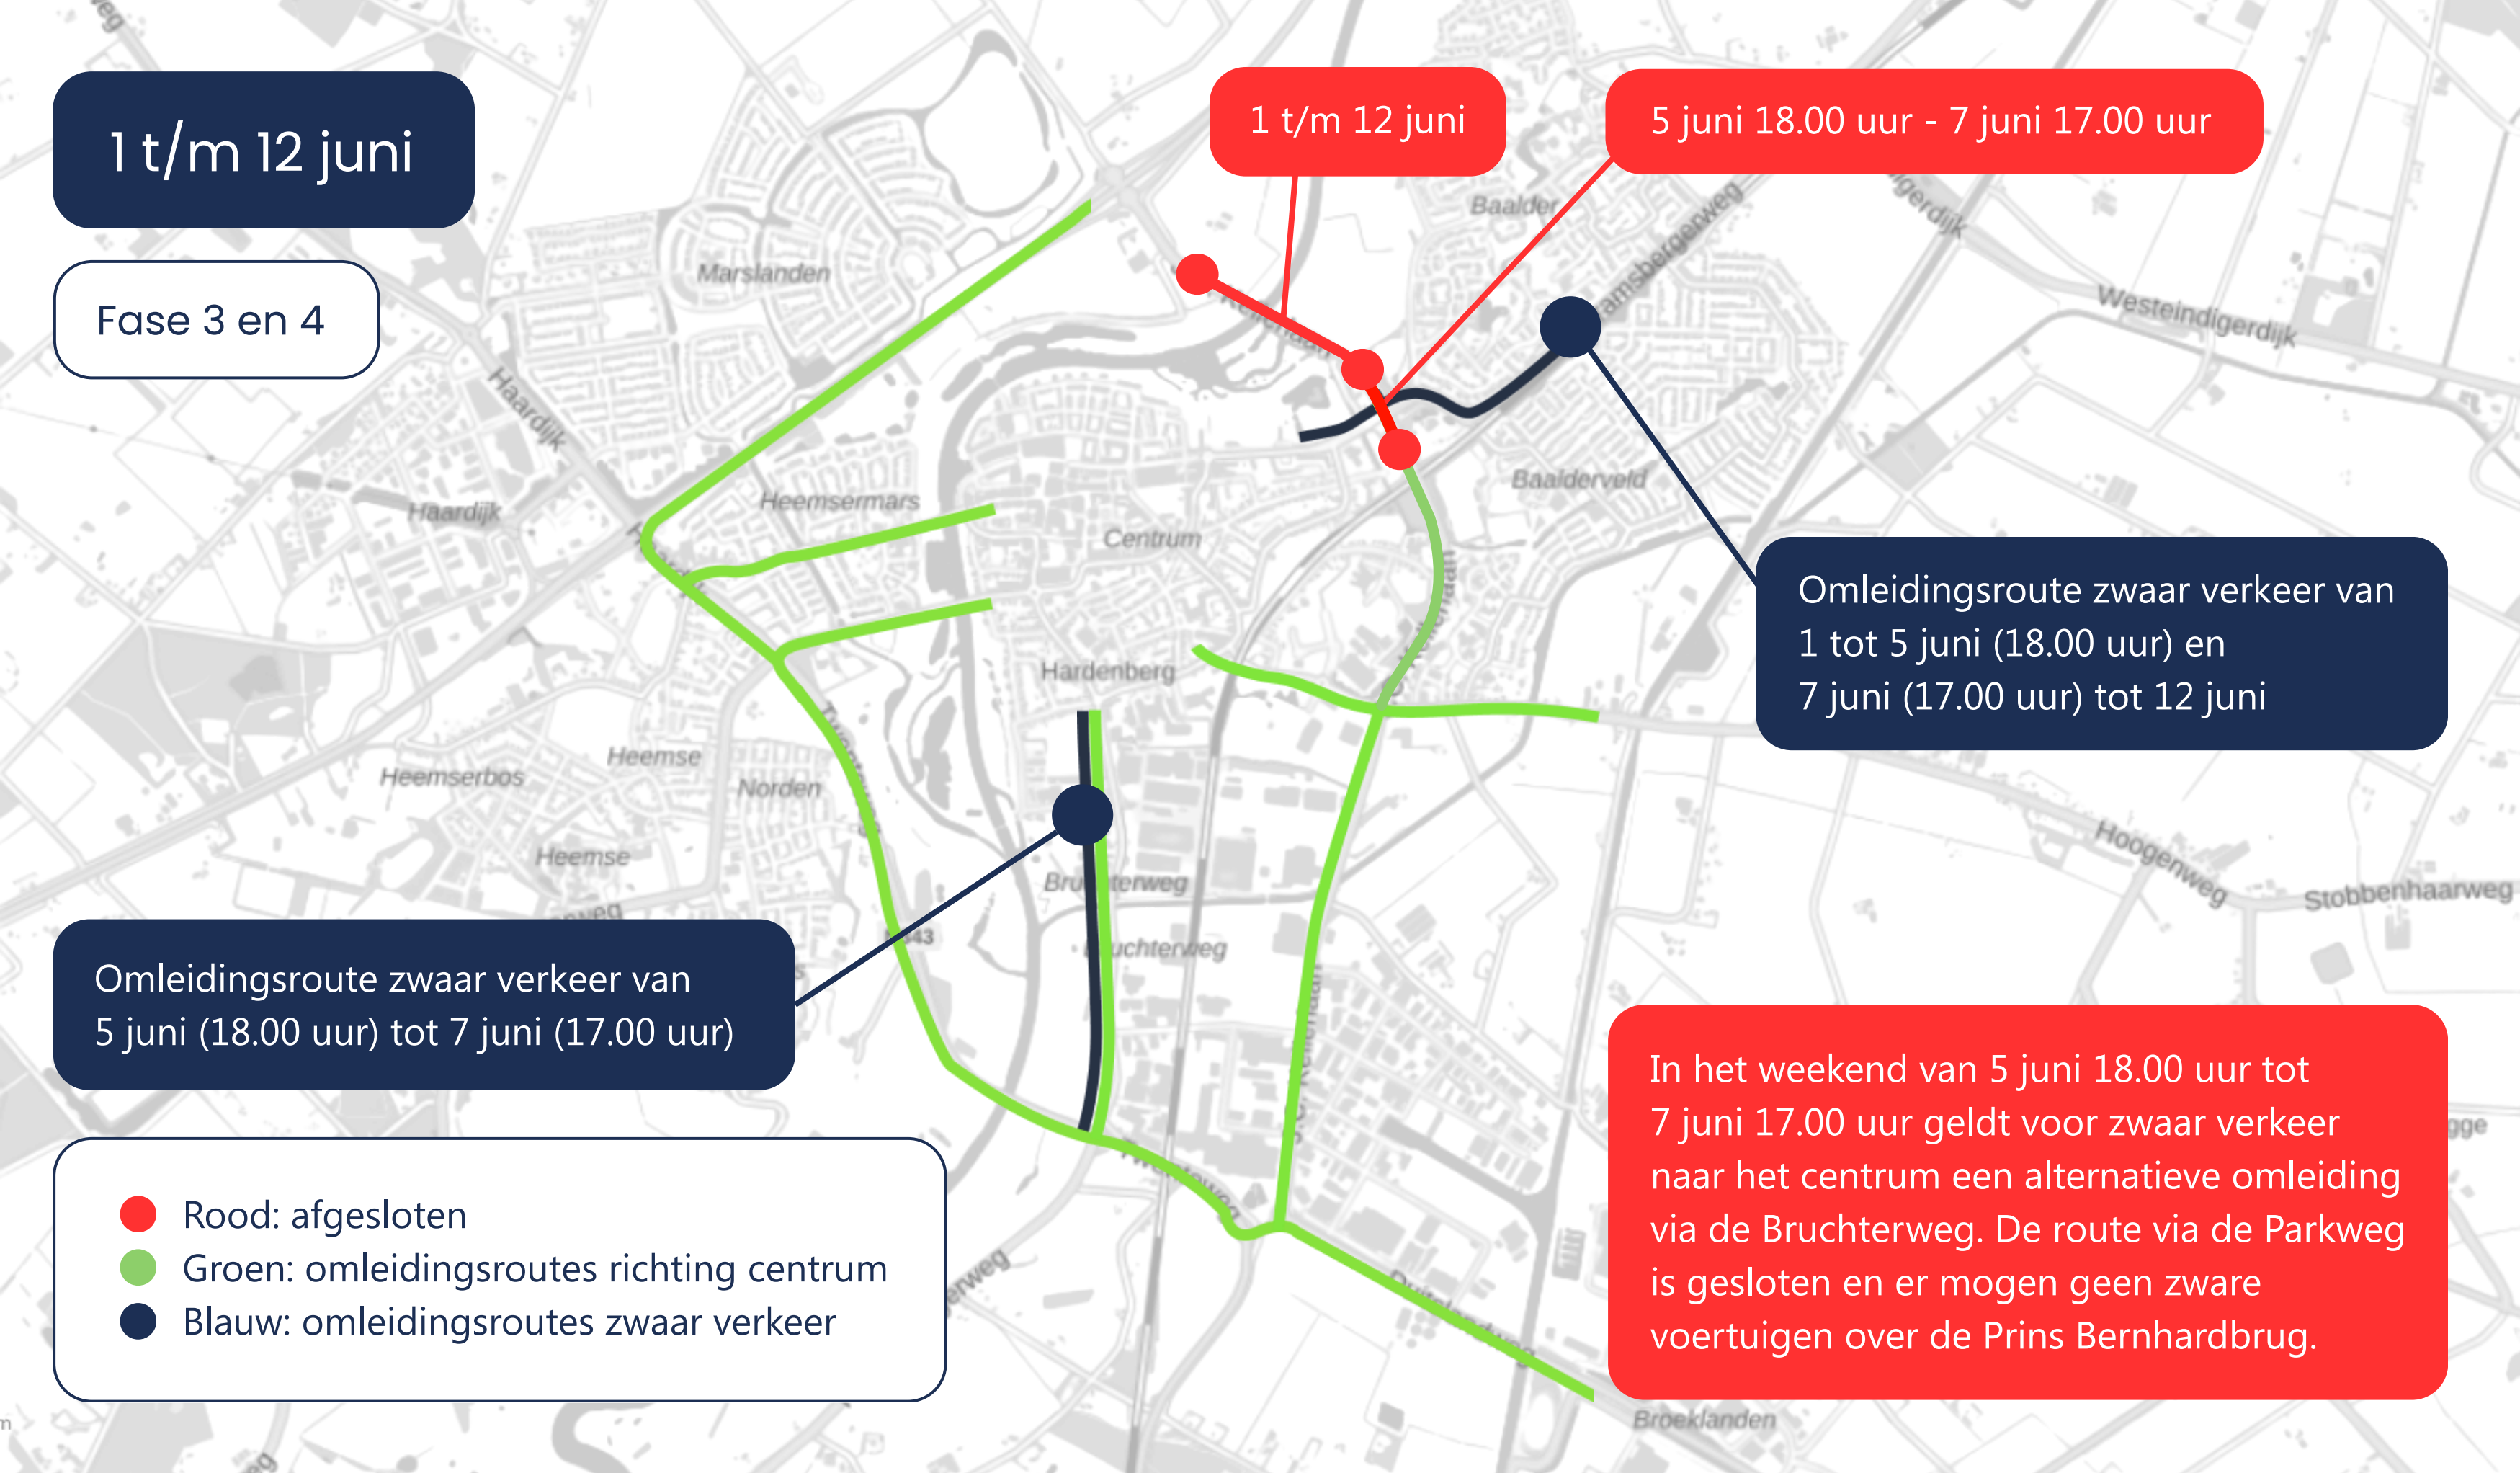 1 t/m 12 juni
Fase 3 en 4
1 t/m 12 juni
5 juni 18.00 uur - 7 juni 17.00 uur
Baalder
Marslanden
Westeindigerdijk
Haardijk
Haardijk
Heemsermars
Baalderveld
Centrum
Hardenberg
Omleidingsroute zwaar verkeer van
1 tot 5 juni (18.00 uur) en
7 juni (17.00 uur) tot 12 juni
Heemserbos
Heemse
Norden
Heemse
Bruchterweg
Bruchterweg
Hoogenweg
Stobbenhaarweg
Omleidingsroute zwaar verkeer van
5 juni (18.00 uur) tot 7 juni (17.00 uur)
Twenteweg
Duitslandweg
Broeklanden
In het weekend van 5 juni 18.00 uur tot
7 juni 17.00 uur geldt voor zwaar verkeer
naar het centrum een alternatieve omleiding
via de Bruchterweg. De route via de Parkweg
is gesloten en er mogen geen zware
voertuigen over de Prins Bernhardbrug.
Rood: afgesloten
Groen: omleidingsroutes richting centrum
Blauw: omleidingsroutes zwaar verkeer